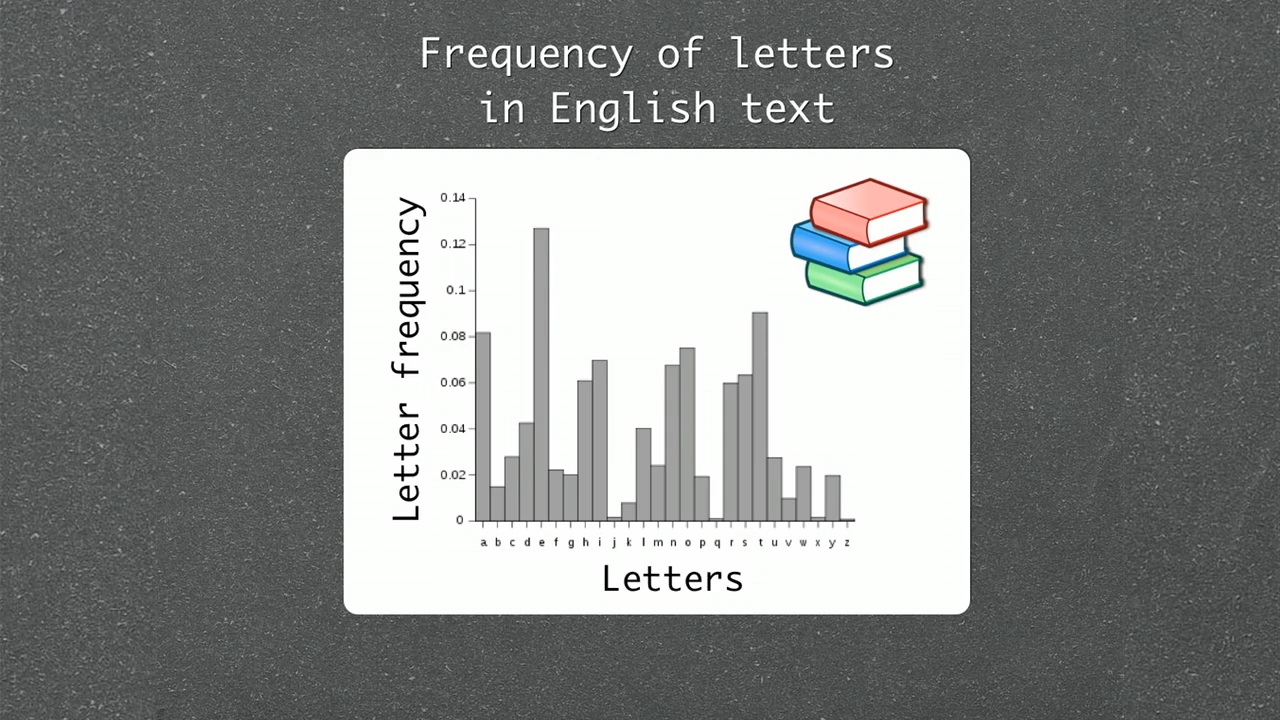 Frequency of letters
in English text
Letter frequency
0.14
0.12
0.1
0.08
0.06
0.04
0.02
0
a b c d e f g h i j k l m n o p q r s t u v w x y z
Letters